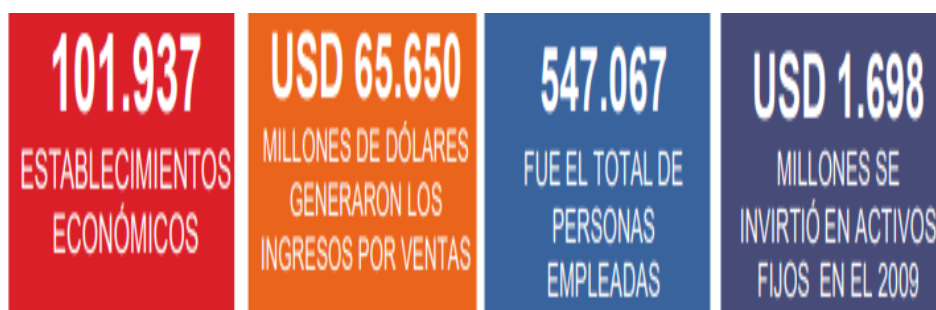 101.937
ESTABLECIMIENTOS
ECONÓMICOS
USD 65.650
MILLONES DE DÓLARES
GENERARON LOS
INGRESOS POR VENTAS
547.067
FUE EL TOTAL DE
PERSONAS
EMPLEADAS
USD 1.698
MILLONES SE
INVIRTIÓ EN ACTIVOS
FIJOS EN EL 2009